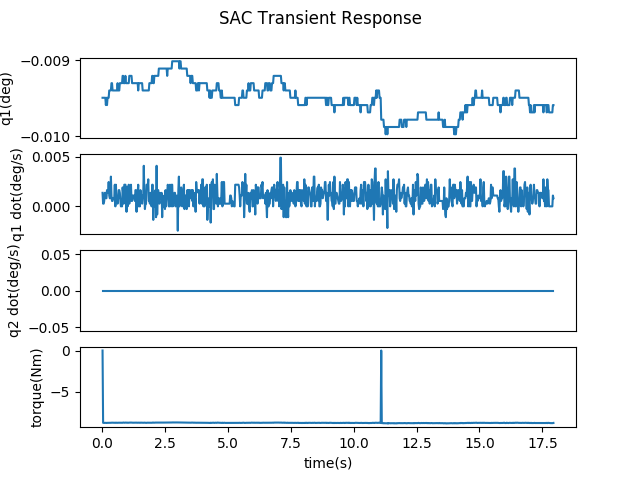 SAC Transient Response
−0.009
−0.010
q1(deg)
0.005
0.000
q1 dot(deg/s)
0.05
0.00
−0.05
q2 dot(deg/s)
0
−5
torque(Nm)
0.0 2.5 5.0 7.5 10.0 12.5 15.0 17.5
time(s)